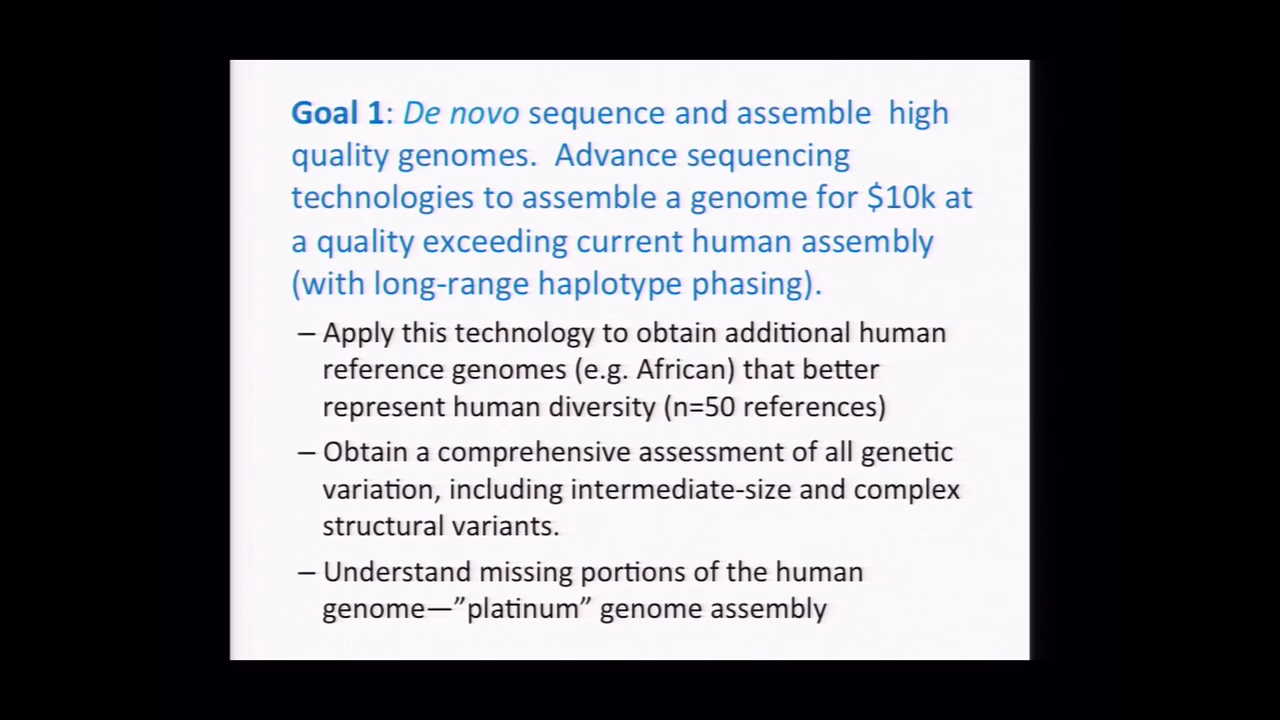 Goal 1: De novo sequence and assemble  high
quality genomes.  Advance sequencing
technologies to assemble a genome for $10k at
a quality exceeding current human assembly
(with long-range haplotype phasing).
– Apply this technology to obtain additional human
reference genomes (e.g. African) that better
represent human diversity (n=50 references)
– Obtain a comprehensive assessment of all genetic
variation, including intermediate-size and complex
structural variants.
– Understand missing portions of the human
genome—”platinum” genome assembly